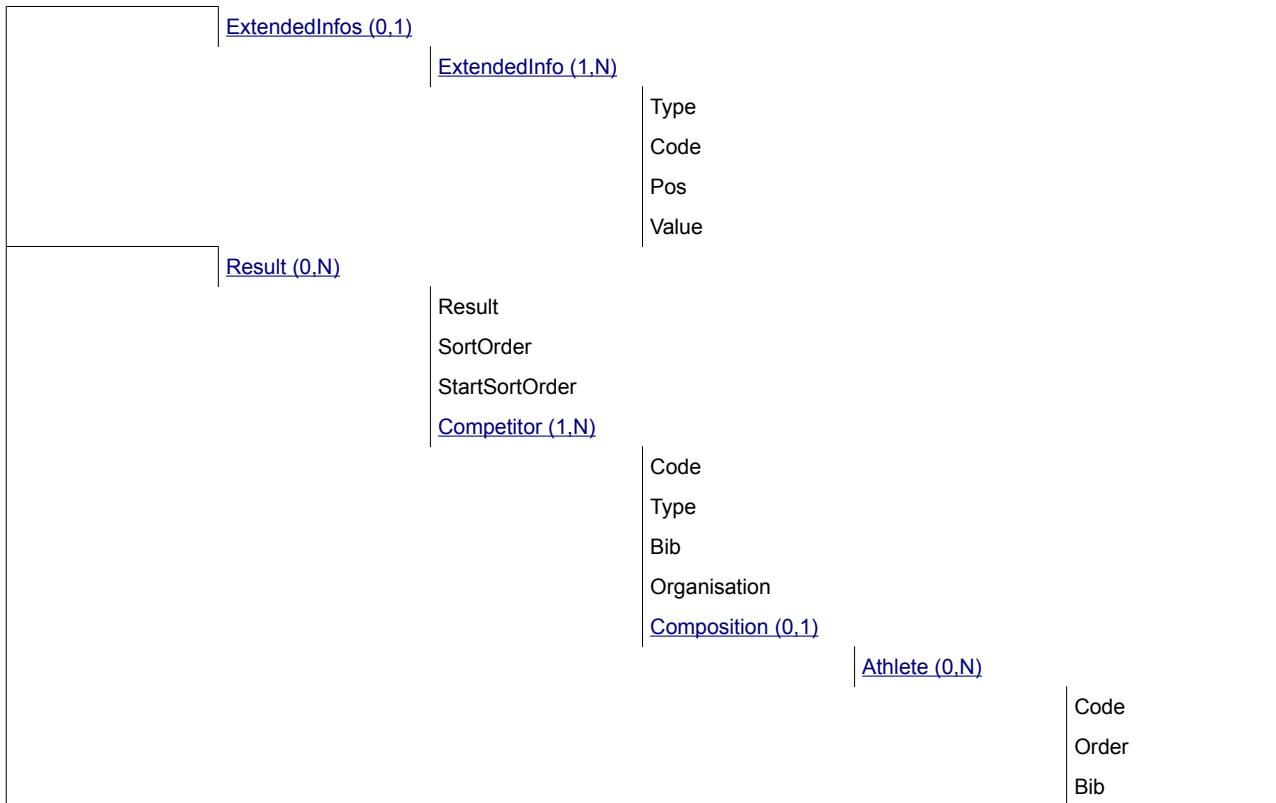 ExtendedInfos (0,1)
ExtendedInfo (1,N)
Type
Code
Pos
Value
Result (0,N)
Result
SortOrder
StartSortOrder
Competitor (1,N)
Code
Type
Bib
Organisation
Composition (0,1)
Athlete (0,N)
Code
Order
Bib